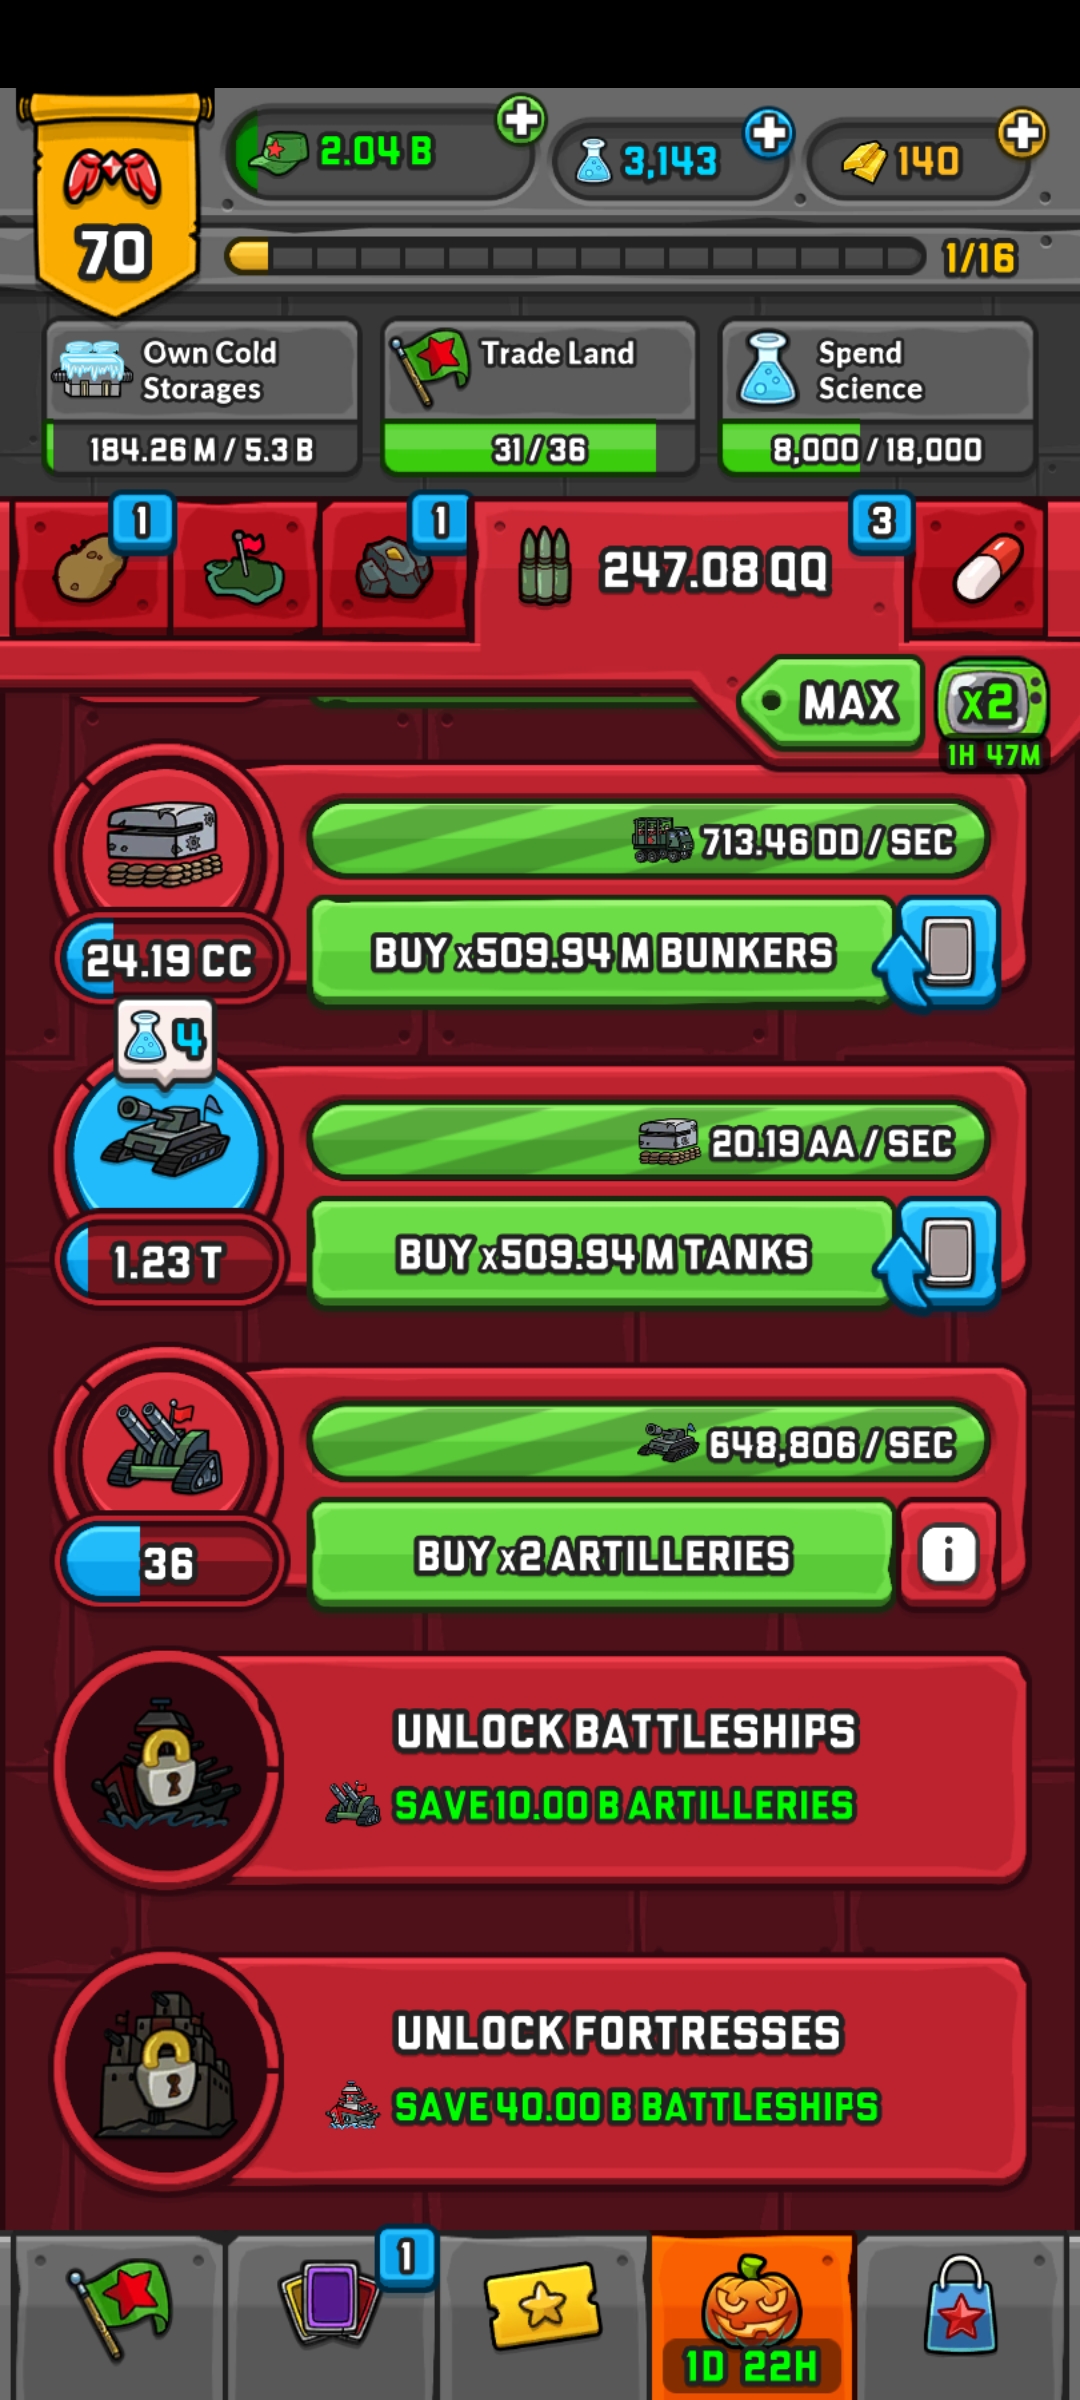 2.04 B
3,143
140
70
1/16
Own Cold
Storages
184.26 M / 5.3 B
Trade Land
31 / 36
Spend
Science
8,000 / 18,000
1
1
247.08 QQ
3
MAX
x2
1H 47M
713.46 DD / SEC
24.19 CC
BUY x509.94 M BUNKERS
4
20.19 AA / SEC
1.23 T
BUY x509.94 M TANKS
648,806 / SEC
36
BUY x2 ARTILLERIES
i
UNLOCK BATTLESHIPS
SAVE 10.00 B ARTILLERIES
UNLOCK FORTRESSES
SAVE 40.00 B BATTLESHIPS
1
1D 22H